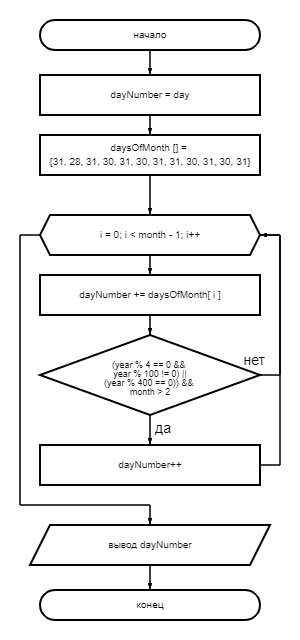 начало
dayNumber = day
daysOfMonth [] =
{31, 28, 31, 30, 31, 30, 31, 31, 30, 31, 30, 31}
i = 0; i < month - 1; i++
dayNumber += daysOfMonth[ i ]
(year % 4 == 0 &&
year % 100 != 0) ||
(year % 400 == 0)) &&
month > 2
нет
да
dayNumber++
вывод dayNumber
конец